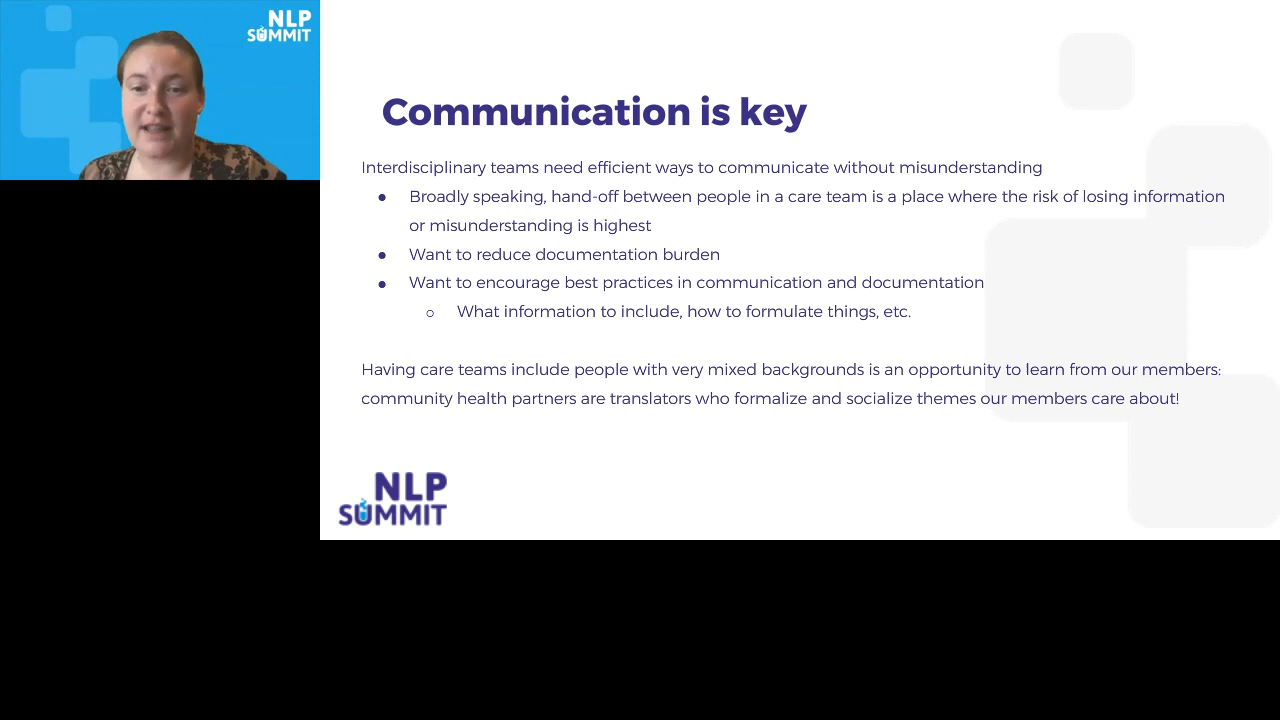 NLP
SUMMIT
Communication is key
Interdisciplinary teams need efficient ways to communicate without misunderstanding
● Broadly speaking, hand-off between people in a care team is a place where the risk of losing information
or misunderstanding is highest
● Want to reduce documentation burden
● Want to encourage best practices in communication and documentation
○ What information to include, how to formulate things, etc.
Having care teams include people with very mixed backgrounds is an opportunity to learn from our members:
community health partners are translators who formalize and socialize themes our members care about!
NLP
SUMMIT